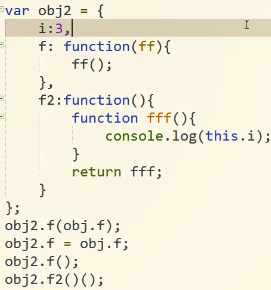 var obj2 = {
    i:3,
    f: function(ff){
        ff();
    },
    f2:function(){
        function fff(){
            console.log(this.i);
        }
        return fff;
    }
};
obj2.f(obj.f);
obj2.f = obj.f;
obj2.f();
obj2.f2()();